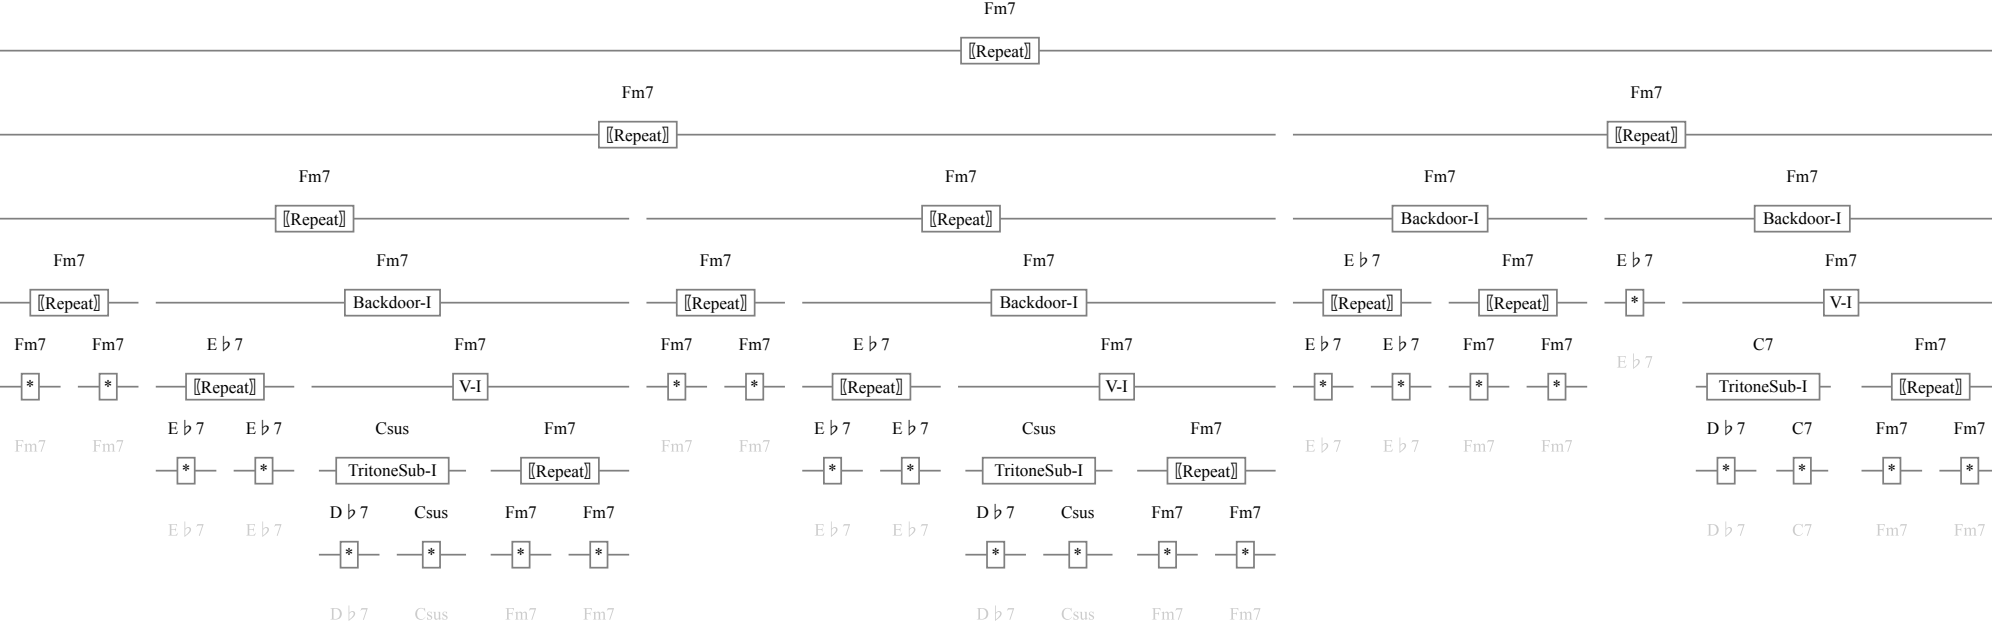 Fm7
⟦Repeat⟧
Fm7 Fm7
⟦Repeat⟧ ⟦Repeat⟧
Fm7 Fm7 Fm7 Fm7
⟦Repeat⟧ ⟦Repeat⟧ Backdoor-I Backdoor-I
Fm7 Fm7 Fm7 Fm7 E♭7 Fm7 E♭7 Fm7
⟦Repeat⟧ Backdoor-I ⟦Repeat⟧ Backdoor-I ⟦Repeat⟧ ⟦Repeat⟧ * V-I
Fm7 Fm7 E♭7 Fm7 Fm7 Fm7 E♭7 Fm7 E♭7 E♭7 Fm7 Fm7 C7 Fm7
E♭7
* * ⟦Repeat⟧ V-I * * ⟦Repeat⟧ V-I * * * * TritoneSub-I ⟦Repeat⟧
E♭7 E♭7 Csus Fm7 E♭7 E♭7 Csus Fm7 D♭7 C7 Fm7 Fm7
Fm7 Fm7 Fm7 Fm7 E♭7 E♭7 Fm7 Fm7
* * TritoneSub-I ⟦Repeat⟧ * * TritoneSub-I ⟦Repeat⟧ * * * *
D♭7 Csus Fm7 Fm7 D♭7 Csus Fm7 Fm7
E♭7 E♭7 E♭7 E♭7 D♭7 C7 Fm7 Fm7
* * * * * * * *
D♭7 Csus Fm7 Fm7 D♭7 Csus Fm7 Fm7